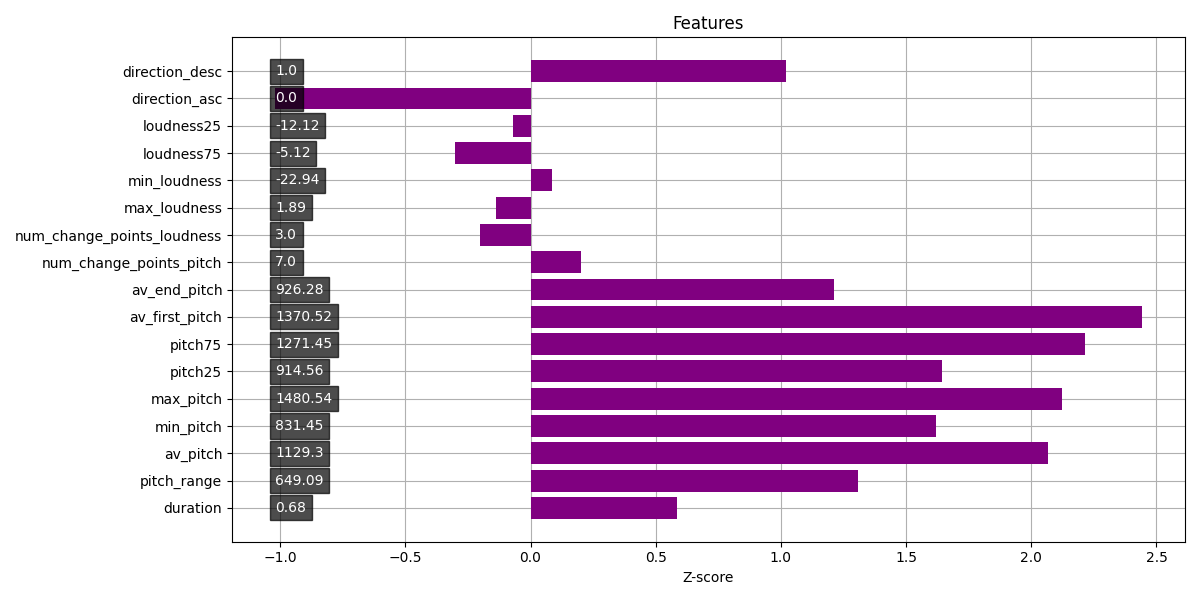 Features
direction_desc 1.0
direction_asc 0.0
loudness25 -12.12
loudness75 -5.12
min_loudness -22.94
max_loudness 1.89
num_change_points_loudness 3.0
num_change_points_pitch 7.0
av_end_pitch 926.28
av_first_pitch 1370.52
pitch75 1271.45
pitch25 914.56
max_pitch 1480.54
min_pitch 831.45
av_pitch 1129.3
pitch_range 649.09
duration 0.68
−1.0 −0.5 0.0 0.5 1.0 1.5 2.0 2.5
Z-score